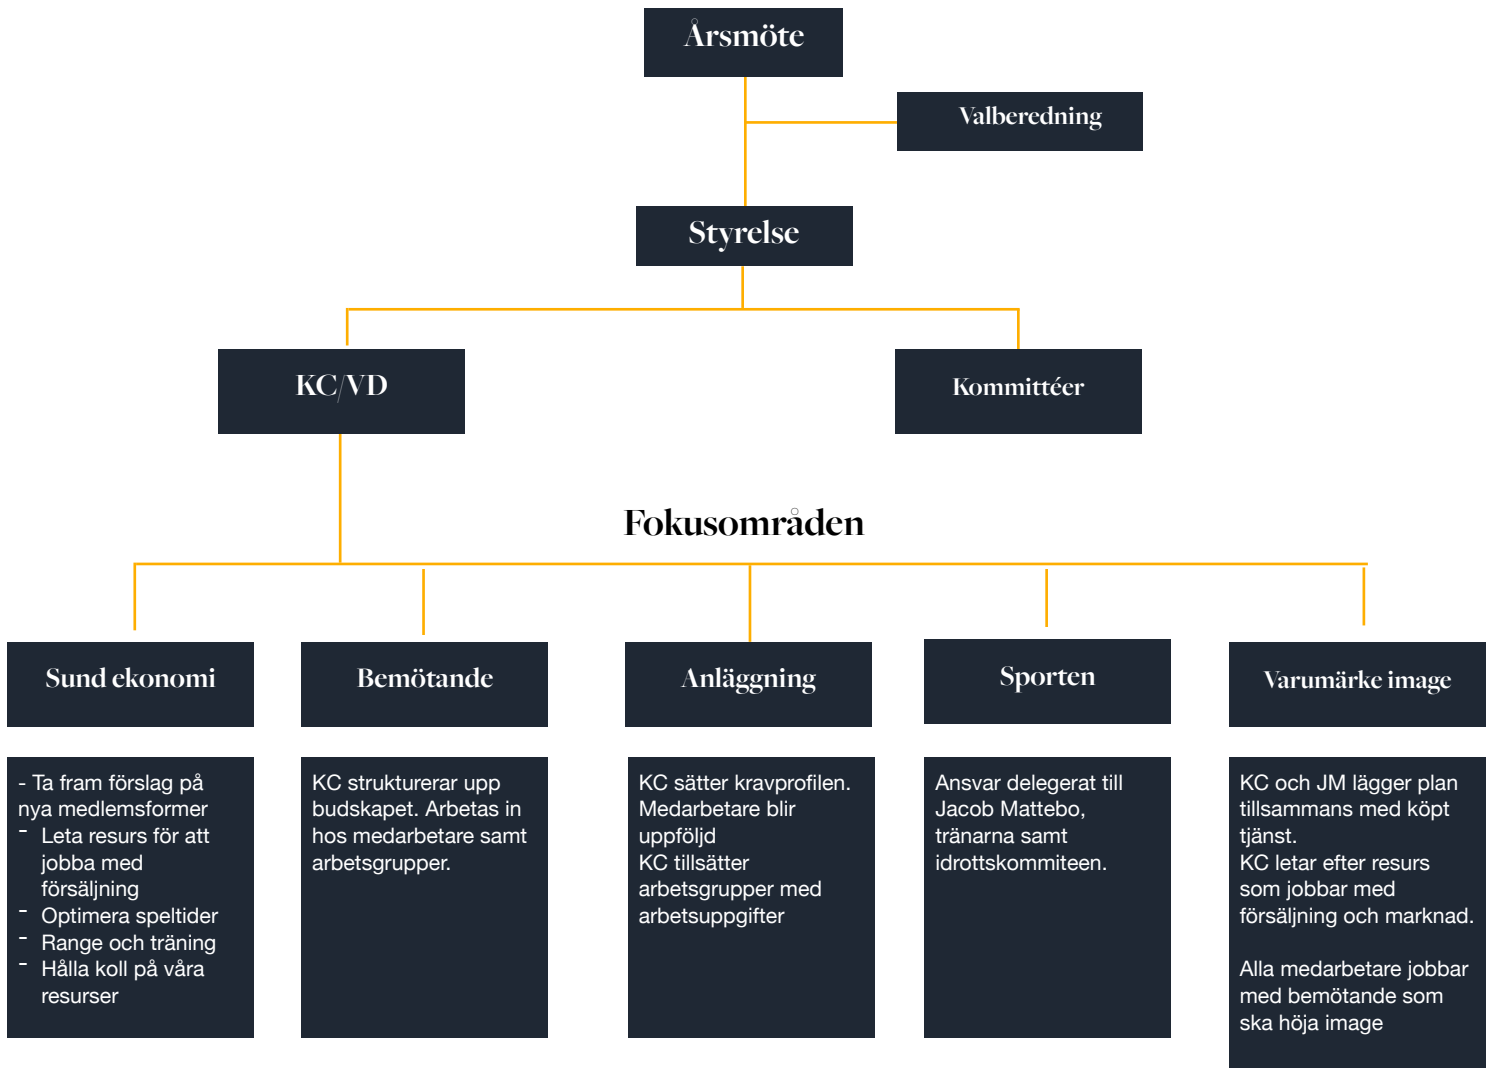 Årsmöte
Valberedning
Styrelse
KC/VD
Kommittéer
Fokusområden
Sund ekonomi
Bemötande
Anläggning
Sporten
Varumärke image
- Ta fram förslag på
nya medlemsformer
- Leta resurs för att
jobba med
försäljning
- Optimera speltider
- Range och träning
- Hålla koll på våra
resurser
KC strukturerar upp
budskapet. Arbetas in
hos medarbetare samt
arbetsgrupper.
KC sätter kravprofilen.
Medarbetare blir
uppföljd
KC tillsätter
arbetsgrupper med
arbetsuppgifter
Ansvar delegerat till
Jacob Mattebo,
tränarna samt
idrottskommiteen.
KC och JM lägger plan
tillsammans med köpt
tjänst.
KC letar efter resurs
som jobbar med
försäljning och marknad.
Alla medarbetare jobbar
med bemötande som
ska höja image